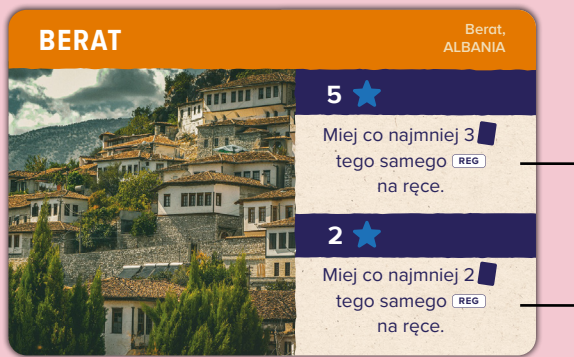 BERAT
Berat,
ALBANIA
5
Miej co najmniej 3
tego samego REG
na ręce.
2
Miej co najmniej 2
tego samego REG
na ręce.